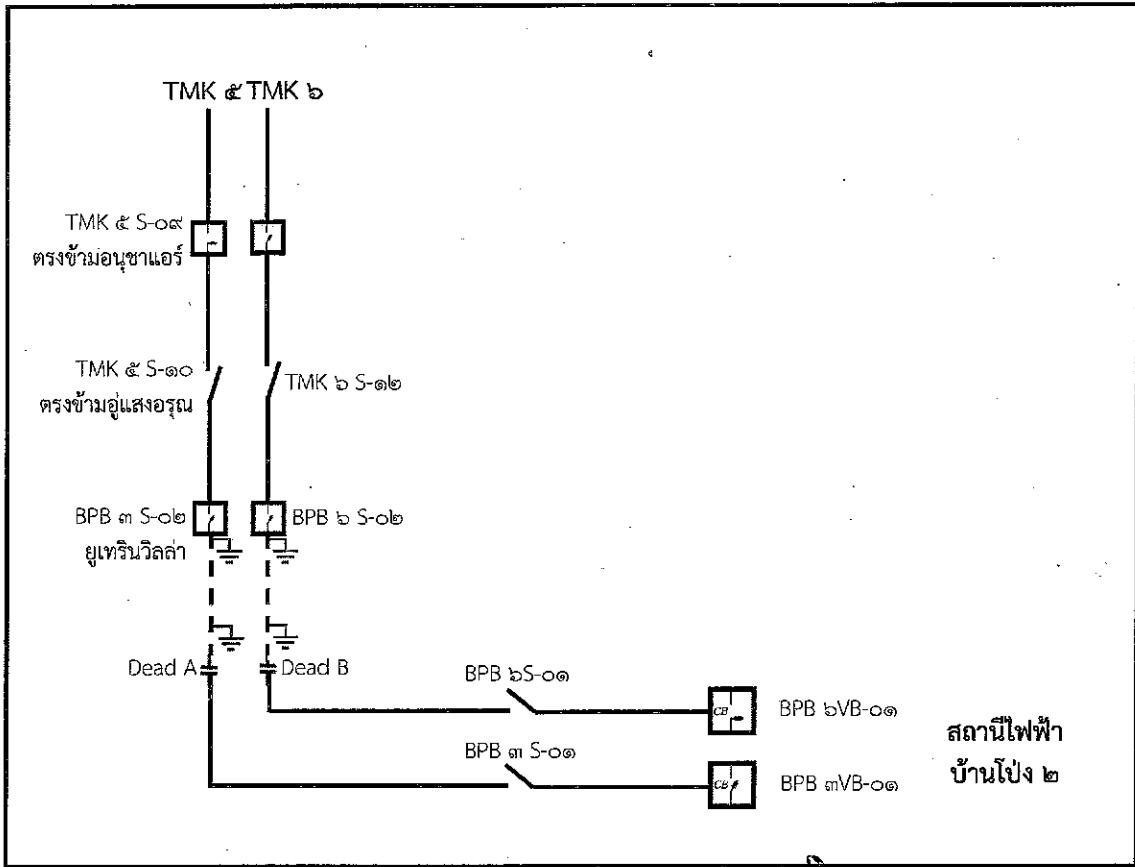 TMK ๕ TMK ๖
TMK ๕ S-๐๙
ตรงข้ามอนุชาแอร์
TMK ๕ S-๑๐
ตรงข้ามอู่แสงอรุณ
TMK ๖ S-๑๒
BPB ๓ S-๐๒
ยูเทรินวิลล่า
BPB ๖ S-๐๒
Dead A
Dead B
BPB ๖S-๐๑
CB
BPB ๖VB-๐๑
BPB ๓ S-๐๑
CB
BPB ๓VB-๐๑
สถานีไฟฟ้า
บ้านโป่ง ๒